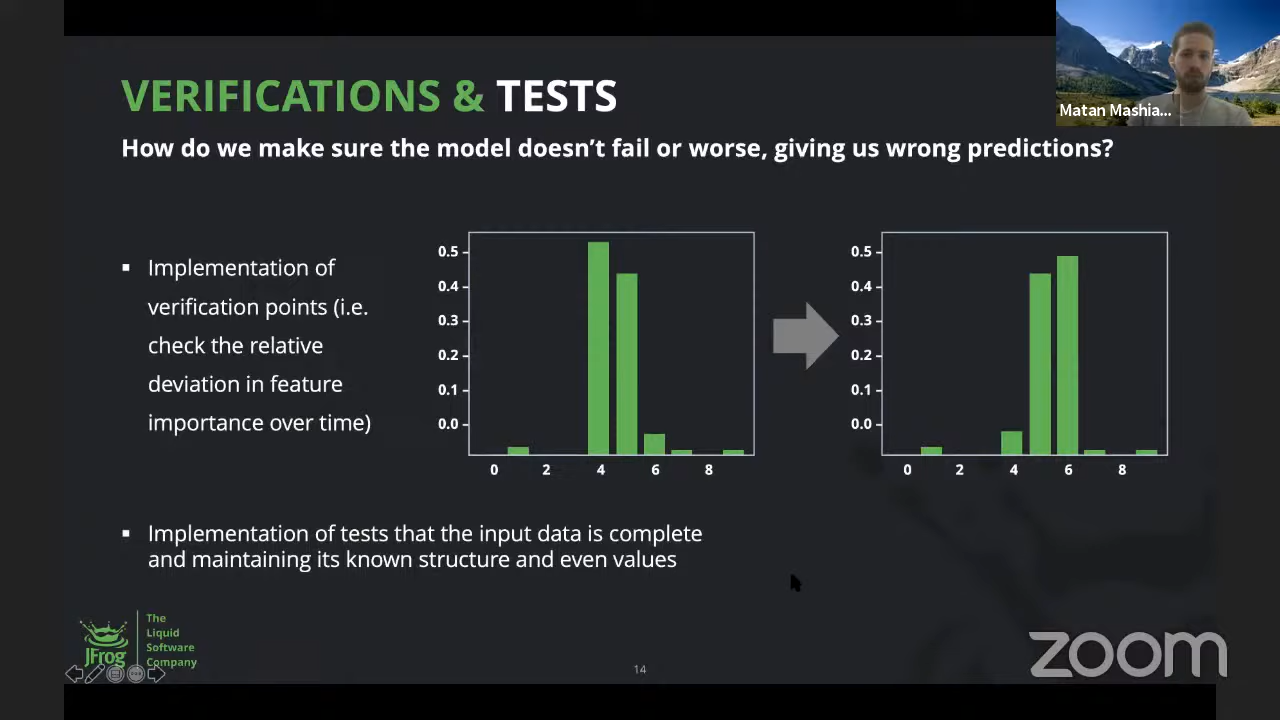 VERIFICATIONS & TESTS
Matan Mashia...
How do we make sure the model doesn’t fail or worse, giving us wrong predictions?
▪ Implementation of
verification points (i.e.
check the relative
deviation in feature
importance over time)
0.5
0.4
0.3
0.2
0.1
0.0
0 2 4 6 8
0.5
0.4
0.3
0.2
0.1
0.0
0 2 4 6 8
▪ Implementation of tests that the input data is complete
and maintaining its known structure and even values
JFrog
The
Liquid
Software
Company
14
zoom